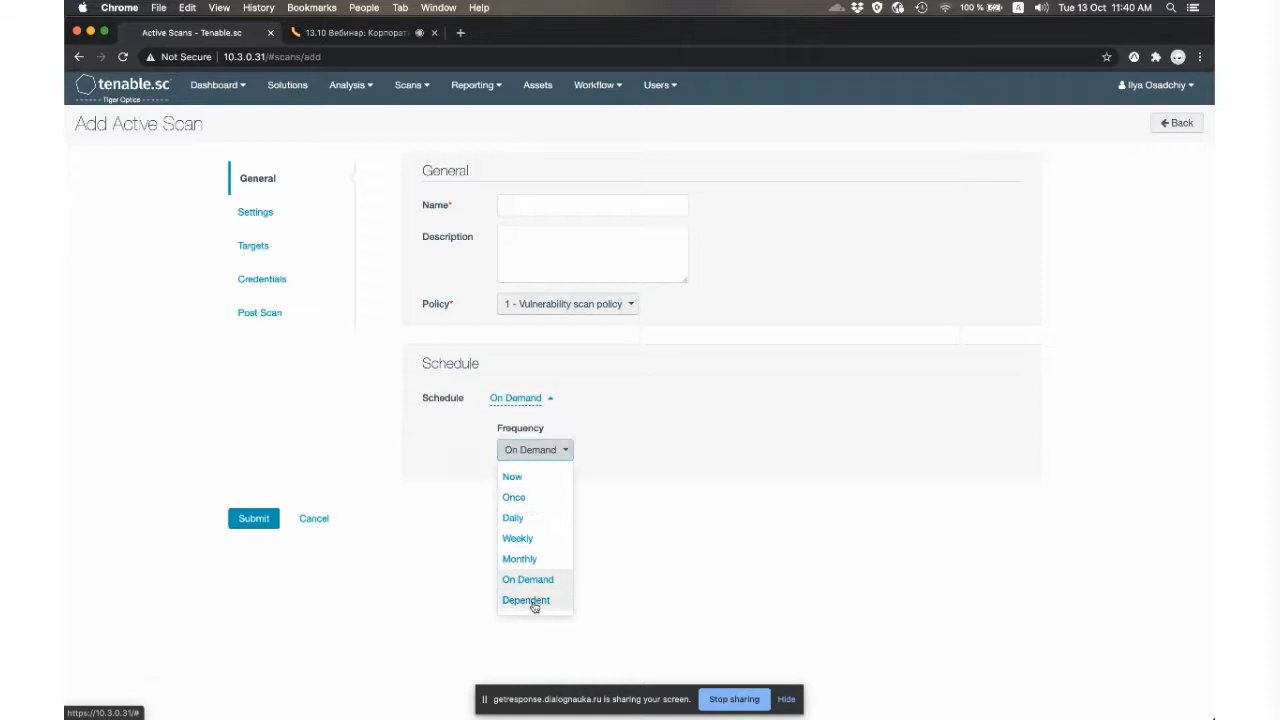 Chrome File Edit View History Bookmarks People Tab Window Help 100 % A Tue 13 Oct 11:40 AM
Active Scans - Tenable.sc 13.10 Вебинар: Корпорат
Not Secure 10.3.0.31/#scans/add
tenable.sc Dashboard Solutions Analysis Scans Reporting Assets Workflow Users Ilya Osadchiy
Tiger Optics
Add Active Scan
Back
General
Settings
Targets
Credentials
Post Scan
General
Name*
Description
Policy* 1 - Vulnerability scan policy
Schedule
Schedule On Demand
Frequency
On Demand
Now
Once
Daily
Weekly
Monthly
On Demand
Dependent
Submit Cancel
getresponse.dialognauka.ru is sharing your screen. Stop sharing Hide
https://10.3.0.31/#